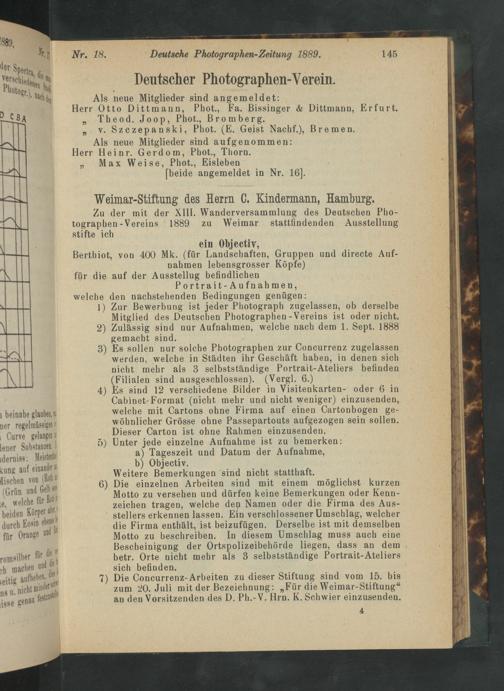 Nr. 18. Deutsche Photographen-Zeitung 1889. 145
Deutscher Photographen-Verein.
Als neue Mitglieder sind angemeldet:
Herr Otto Dittmann, Phot., Fa. Bissinger & Dittmann, Erfurt.
„ Theod. Joop, Phot., Bromberg.
„ v. Szczepanski, Phot. (E. Geist Nachf.), Bremen.
Als neue Mitglieder sind aufgenommen:
Herr Heinr. Gerdom, Phot., Thorn.
„ Max Weise, Phot., Eisleben
[beide angemeldet in Nr. 16].
Weimar-Stiftung des Herrn C. Kindermann, Hamburg.
Zu der mit der XIII. Wanderversammlung des Deutschen Pho-
tographen-Vereins 1889 zu Weimar stattfindenden Ausstellung
stifte ich
ein Objectiv,
Berthiot, von 400 Mk. (für Landschaften, Gruppen und directe Auf-
nahmen lebensgrosser Köpfe)
für die auf der Ausstellug befindlichen
Portrait-Aufnahmen,
welche den nachstehenden Bedingungen genügen:
1) Zur Bewerbung ist jeder Photograph zugelassen, ob derselbe
Mitglied des Deutschen Photographen-Vereins ist oder nicht.
2) Zulässig sind nur Aufnahmen, welche nach dem 1. Sept. 1888
gemacht sind.
3) Es sollen nur solche Photographen zur Concurrenz zugelassen
werden, welche in Städten ihr Geschäft haben, in denen sich
nicht mehr als 3 selbstständige Portrait-Ateliers befinden
(Filialen sind ausgeschlossen). (Vergl. 6.)
4) Es sind 12 verschiedene Bilder in Visitenkarten- oder 6 in
Cabinet-Format (nicht mehr und nicht weniger) einzusenden,
welche mit Cartons ohne Firma auf einen Cartonbogen ge-
wöhnlicher Grösse ohne Passepartouts aufgezogen sein sollen.
Dieser Carton ist ohne Rahmen einzusenden.
5) Unter jede einzelne Aufnahme ist zu bemerken:
a) Tageszeit und Datum der Aufnahme,
b) Objectiv.
Weitere Bemerkungen sind nicht statthaft.
6) Die einzelnen Arbeiten sind mit einem möglichst kurzen
Motto zu versehen und dürfen keine Bemerkungen oder Kenn-
zeichen tragen, welche den Namen oder die Firma des Aus-
stellers erkennen lassen. Ein verschlossener Umschlag, welcher
die Firma enthält, ist beizufügen. Derselbe ist mit demselben
Motto zu beschreiben. In diesem Umschlag muss auch eine
Bescheinigung der Ortspolizeibehörde liegen, dass an dem
betr. Orte nicht mehr als 3 selbstständige Portrait-Ateliers
sich befinden.
7) Die Concurrenz-Arbeiten zu dieser Stiftung sind vom 15. bis
zum 20. Juli mit der Bezeichnung: „Für die Weimar-Stiftung“
an den Vorsitzenden des D. Ph.-V. Hrn. K. Schwier einzusenden.
4